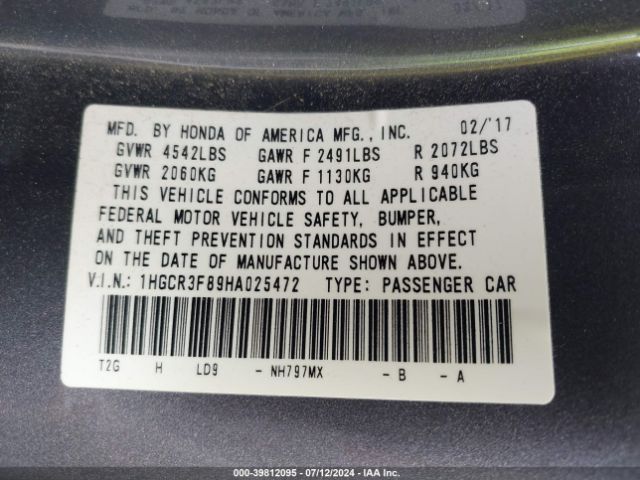 MFD. BY HONDA OF AMERICA MFG., INC. 02/'17
GVWR 4542LBS GAWR F 2491LBS R 2072LBS
GVWR 2060KG GAWR F 1130KG R 940KG
THIS VEHICLE CONFORMS TO ALL APPLICABLE
FEDERAL MOTOR VEHICLE SAFETY, BUMPER,
AND THEFT PREVENTION STANDARDS IN EFFECT
ON THE DATE OF MANUFACTURE SHOWN ABOVE.
V.I.N.: 1HGCR3F89HA025472 TYPE: PASSENGER CAR
T2G H LD9 - NH797MX - B - A
000-39812095 - 07/12/2024 - IAA Inc.